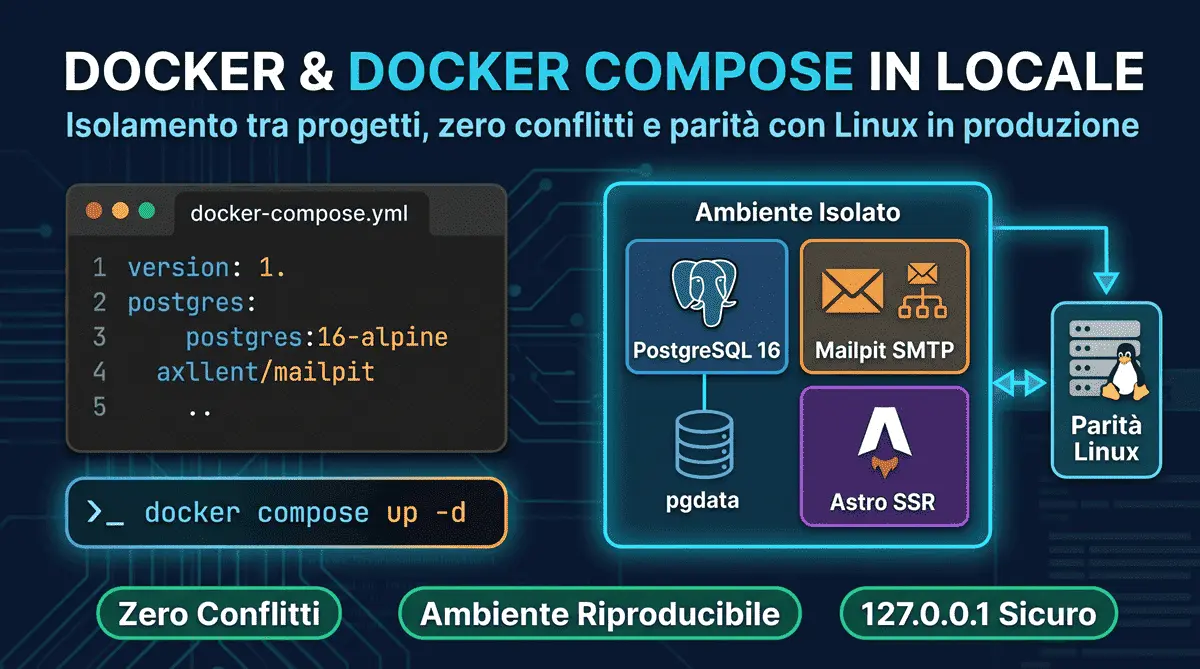 DOCKER & DOCKER COMPOSE IN LOCALE
Isolamento tra progetti, zero conflitti e parità con Linux in produzione
docker-compose.yml
1 version: 1.
2 postgres:
3 postgres:16-alpine
4 axllent/mailpit
5 ..
❯_ docker compose up -d
Ambiente Isolato
PostgreSQL 16
Mailpit SMTP
pgdata
Astro SSR
Parità
Linux
Zero Conflitti
Ambiente Riproducibile
127.0.0.1 Sicuro